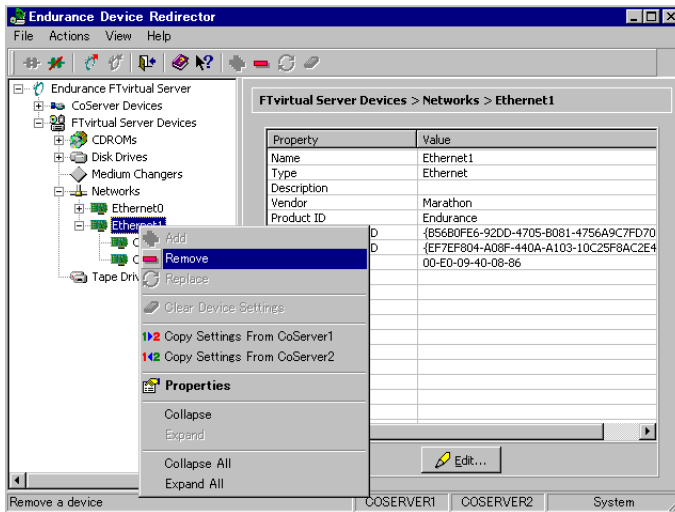 Endurance Device Redirector
File Actions View Help
Endurance FTvirtual Server
CoServer Devices
FTvirtual Server Devices
CDROMs
Disk Drives
Medium Changers
Networks
Ethernet0
Ethernet1
C
C
Tape Driv
FTvirtual Server Devices > Networks > Ethernet1
Property Value
Name Ethernet1
Type Ethernet
Description
Vendor Marathon
Product ID Endurance
D {B56B0FE6-92DD-4705-B081-4756A9C7FD70
D {EF7EF804-A08F-440A-A103-10C25F8AC2E4
00-E0-09-40-08-86
Add
Remove
Replace
Clear Device Settings
1 2 Copy Settings From CoServer1
1 2 Copy Settings From CoServer2
Properties
Collapse
Expand
Collapse All
Expand All
Edit...
Remove a device COSERVER1 COSERVER2 System